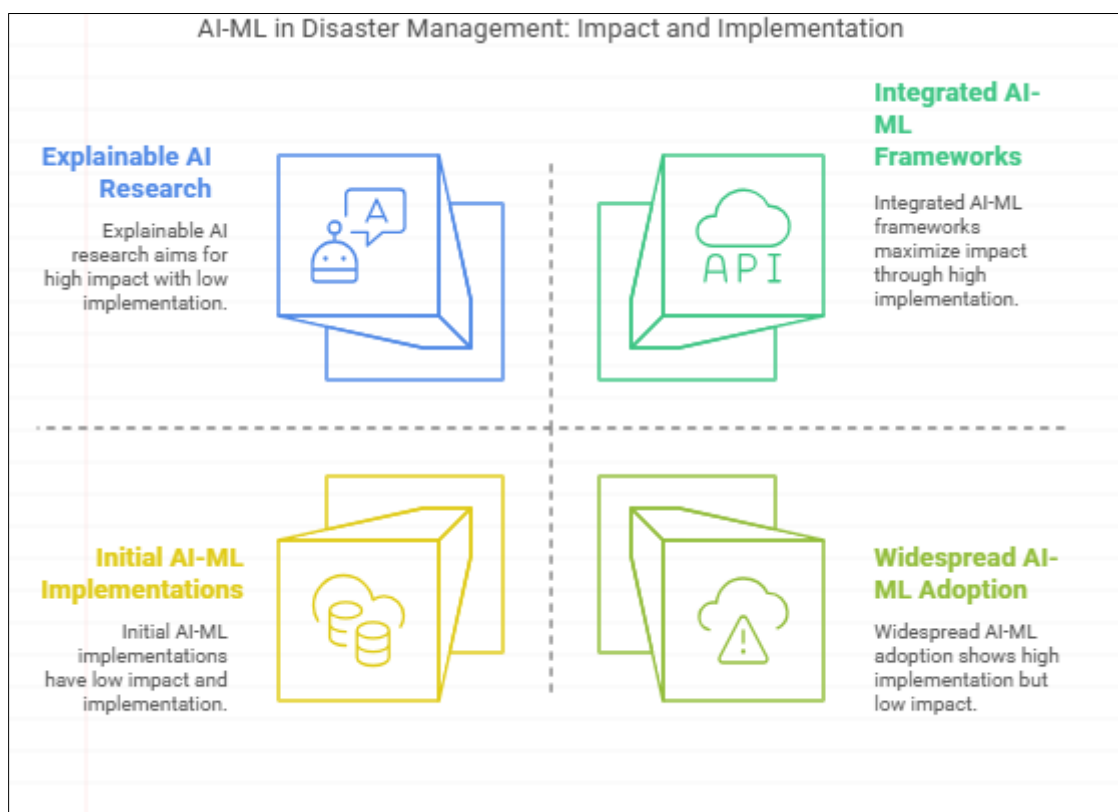 AI-ML in Disaster Management: Impact and Implementation
Explainable AI
Research
Explainable AI
research aims for
high impact with low
implementation.
A
Integrated AI-
ML
Frameworks
Integrated AI-ML
frameworks
maximize impact
through high
implementation.
API
Initial AI-ML
Implementations
Initial AI-ML
implementations
have low impact and
implementation.
Widespread AI-
ML Adoption
Widespread AI-ML
adoption shows high
implementation but
low impact.